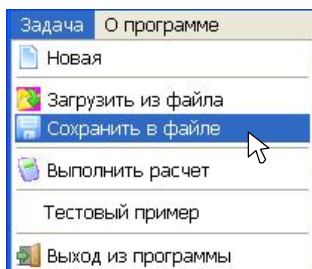 Задача О программе
Новая
Загрузить из файла
Сохранить в файле
Выполнить расчет
Тестовый пример
Выход из программы